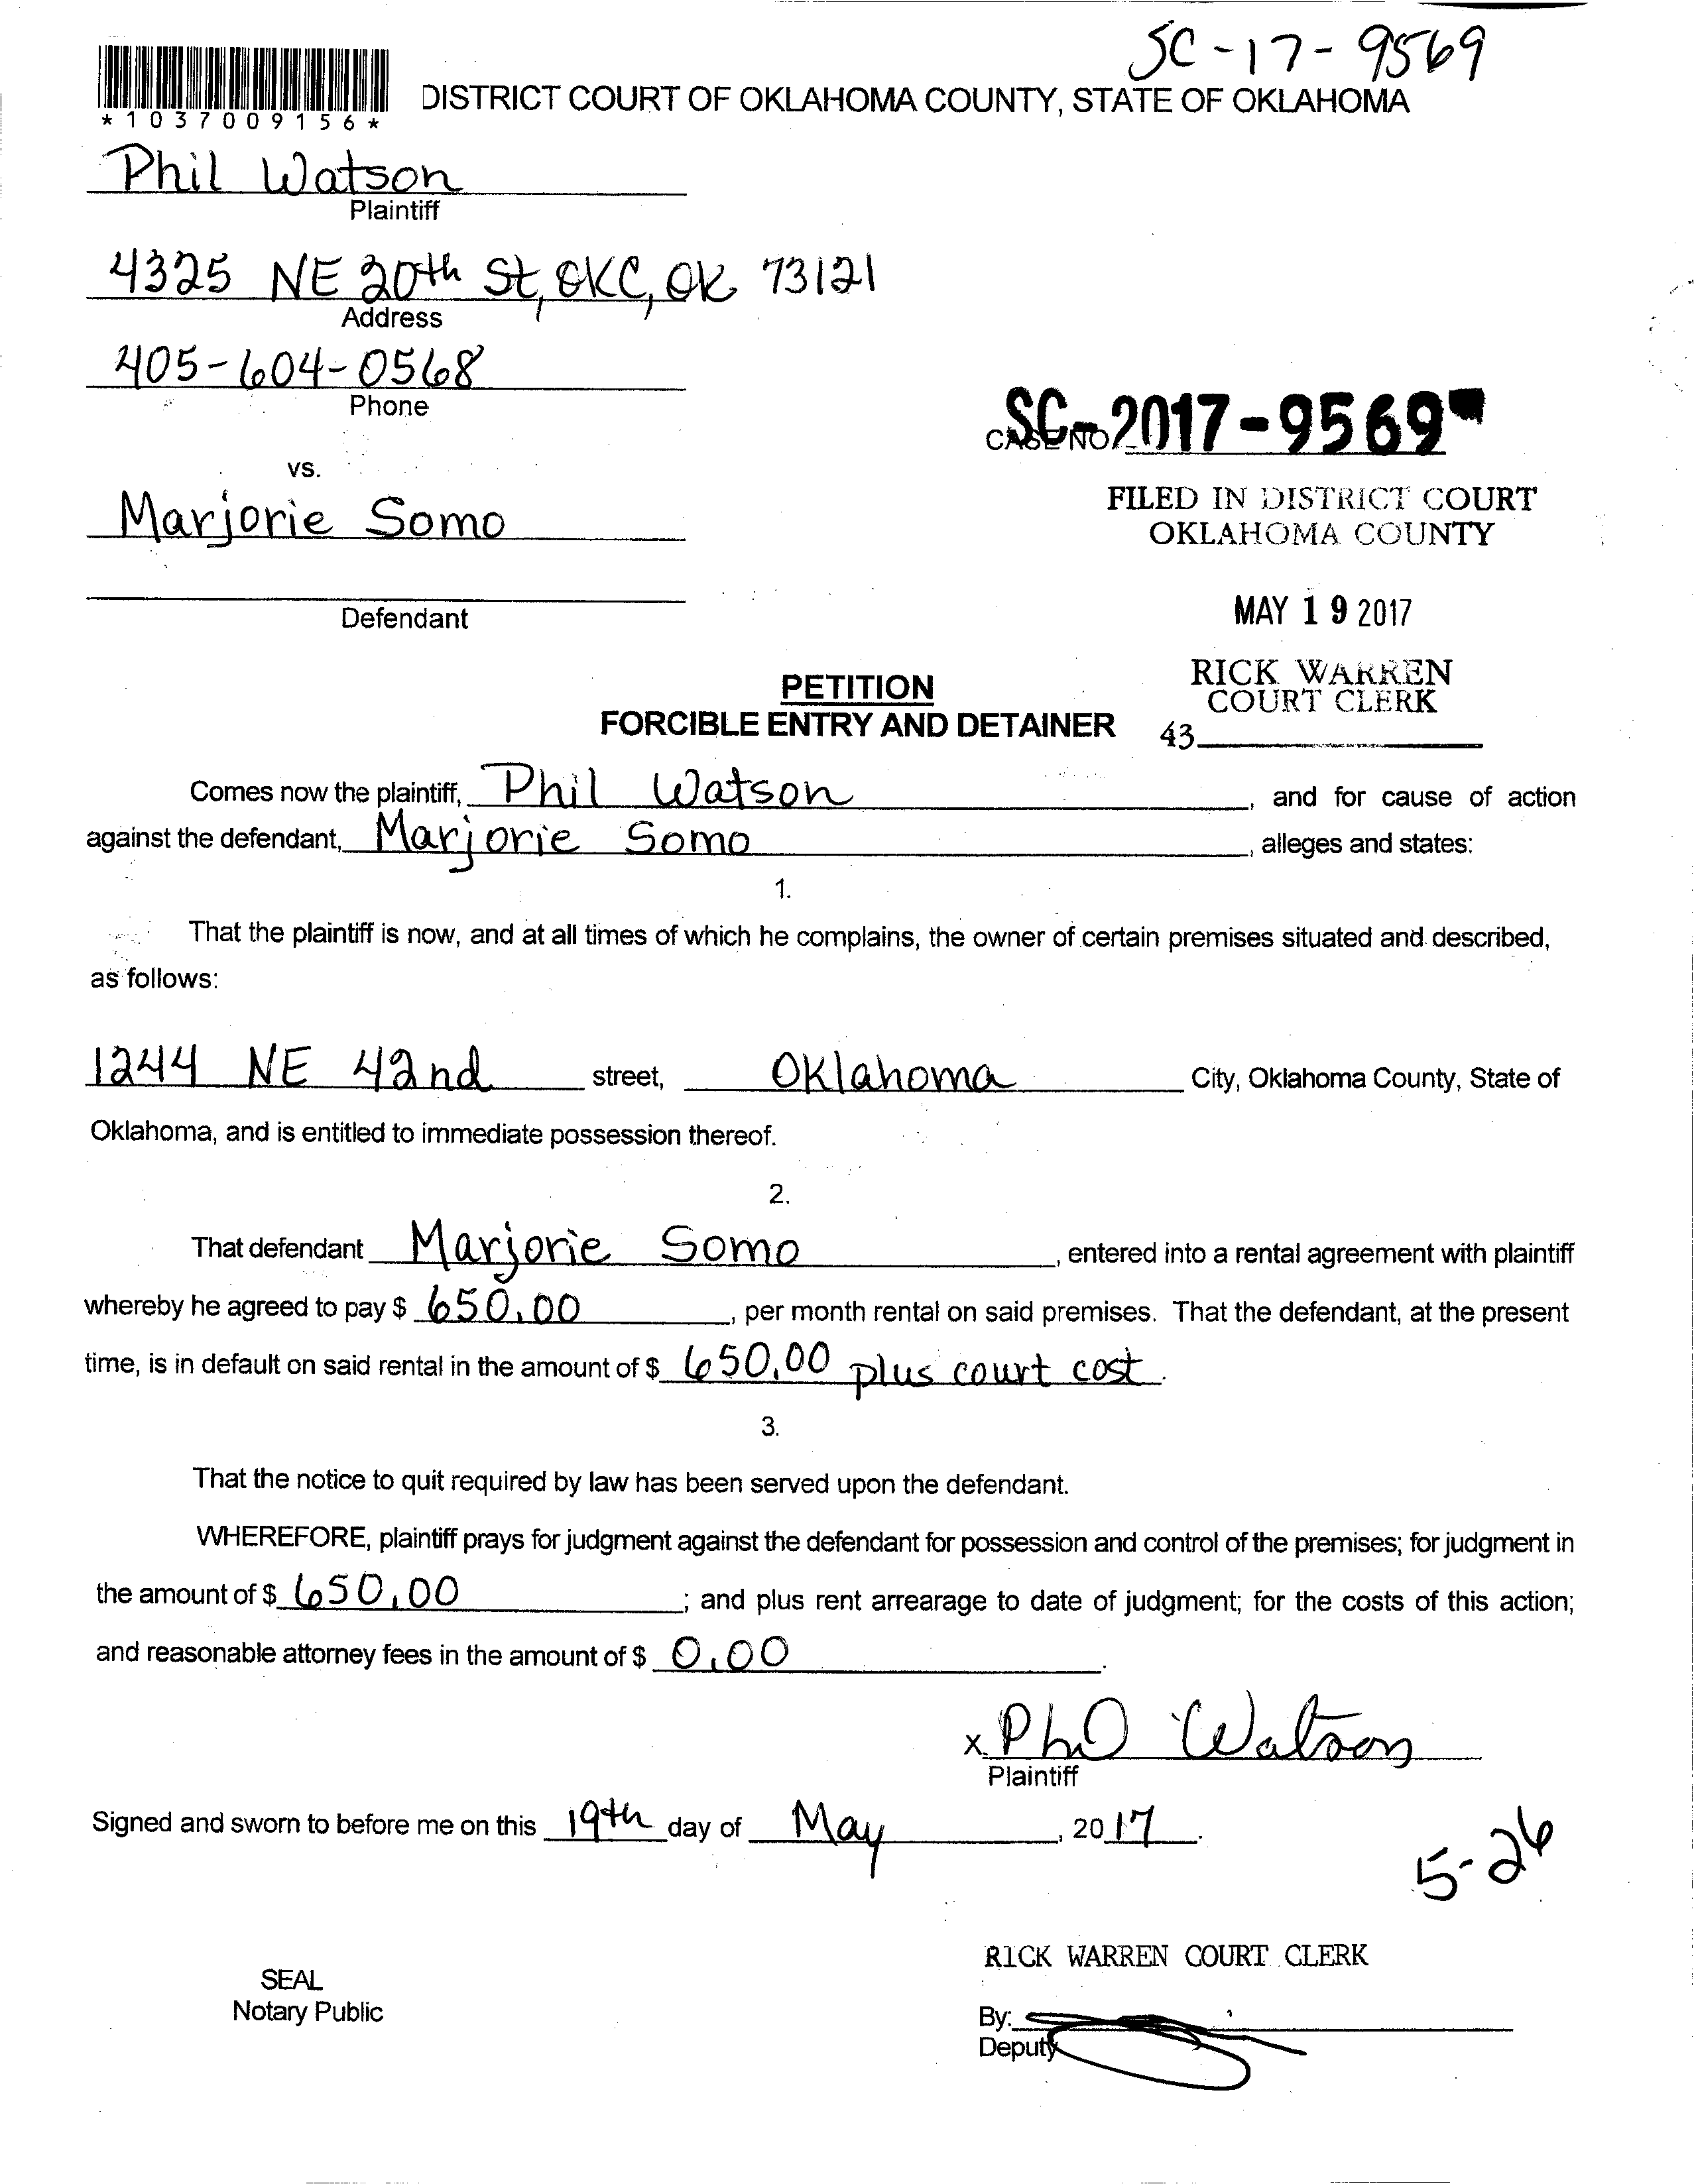 SC-17-9569
*1037009156*
DISTRICT COURT OF OKLAHOMA COUNTY, STATE OF OKLAHOMA
Phil Watson
Plaintiff
4325 NE 20th St, OKC, OK 73121
Address
405-604-0568
Phone
SC-2017-9569
CASE NO.
vs.
Marjorie Somo
FILED IN DISTRICT COURT
OKLAHOMA COUNTY
Defendant
MAY 19 2017
PETITION
RICK WARREN
COURT CLERK
FORCIBLE ENTRY AND DETAINER
43
Comes now the plaintiff, Phil Watson, and for cause of action
against the defendant, Marjorie Somo, alleges and states:
1.
That the plaintiff is now, and at all times of which he complains, the owner of certain premises situated and described,
as follows:
1244 NE 42nd street, Oklahoma City, Oklahoma County, State of
Oklahoma, and is entitled to immediate possession thereof.
2.
That defendant Marjorie Somo, entered into a rental agreement with plaintiff
whereby he agreed to pay $ 650.00, per month rental on said premises. That the defendant, at the present
time, is in default on said rental in the amount of $ 650.00 plus court cost.
3.
That the notice to quit required by law has been served upon the defendant.
WHEREFORE, plaintiff prays for judgment against the defendant for possession and control of the premises; for judgment in
the amount of $ 650.00; and plus rent arrearage to date of judgment; for the costs of this action;
and reasonable attorney fees in the amount of $ 0.00.
x Phil Watson
Plaintiff
Signed and sworn to before me on this 19th day of May, 2017.
5-26
RICK WARREN COURT CLERK
SEAL
Notary Public
By:
Deputy